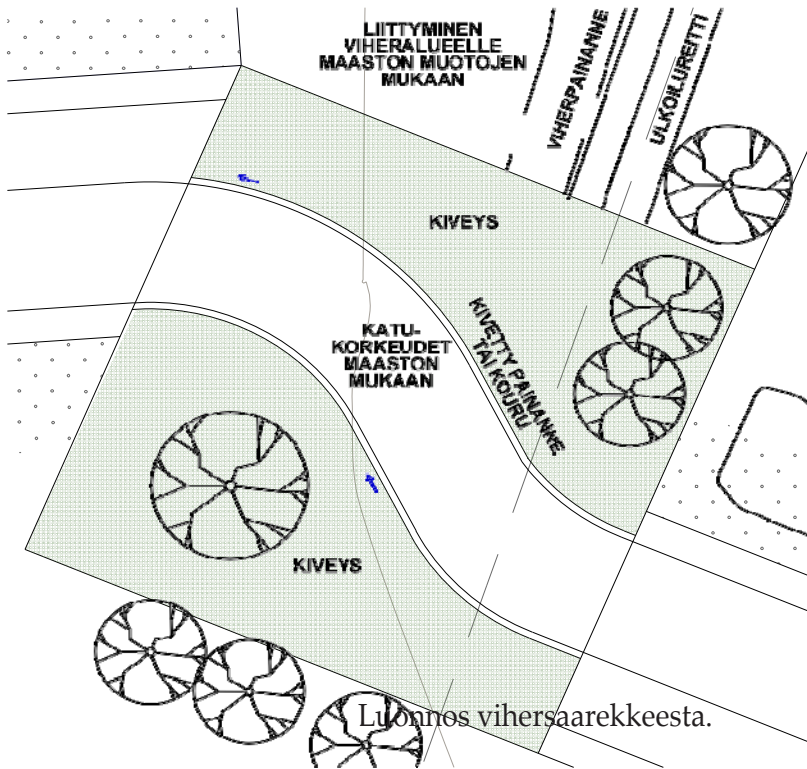 LIITTYMINEN
VIHERALUEELLE
MAASTON MUOTOJEN
MUKAAN
VIHERPAINANNE
ULKOILUREITTI
KIVEYS
KATU-
KORKEUDET
MAASTON
MUKAAN
KIVETTY PAINANNE
TAI KOURU
KIVEYS
Luonnos vihersaarekkeesta.